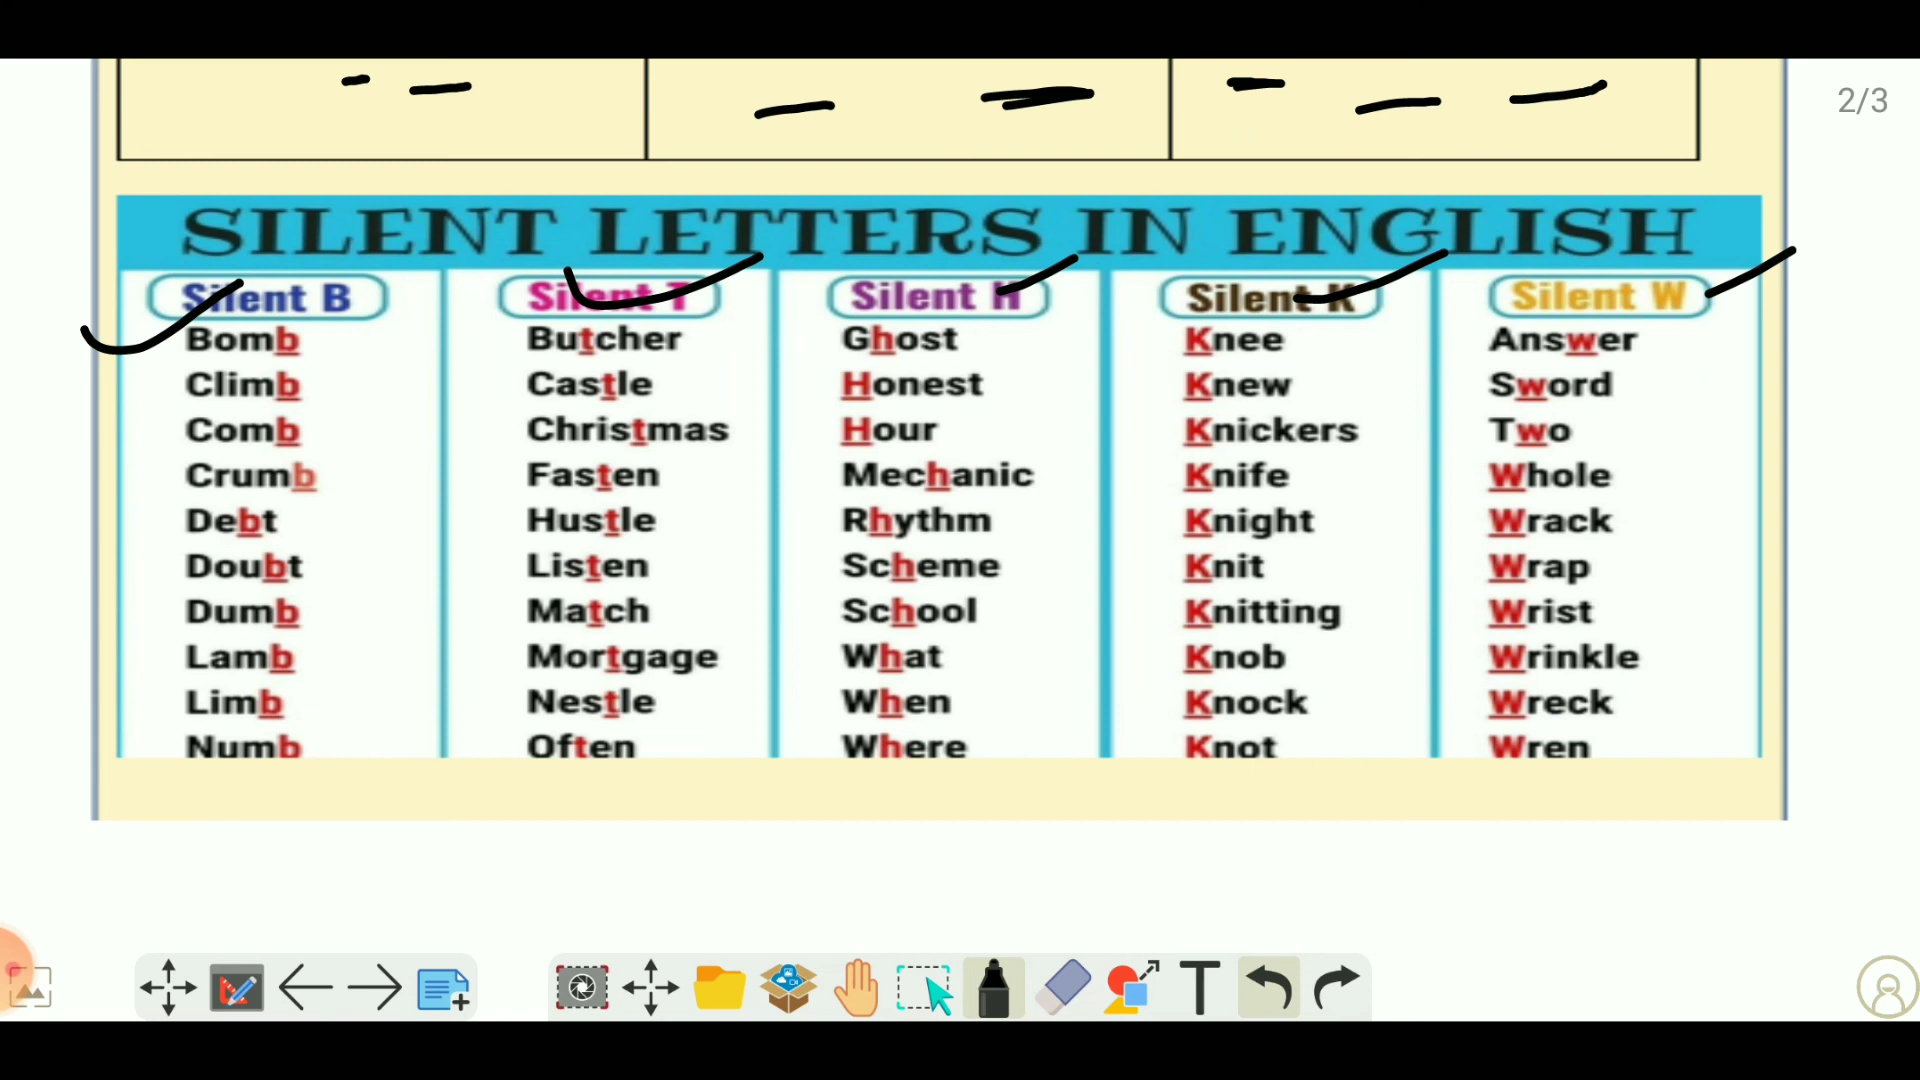 2/3
SILENT LETTERS IN ENGLISH
Silent B
Silent T
Silent H
Silent K
Silent W
Bomb
Climb
Comb
Crumb
Debt
Doubt
Dumb
Lamb
Limb
Numb
Butcher
Castle
Christmas
Fasten
Hustle
Listen
Match
Mortgage
Nestle
Often
Ghost
Honest
Hour
Mechanic
Rhythm
Scheme
School
What
When
Where
Knee
Knew
Knickers
Knife
Knight
Knit
Knitting
Knob
Knock
Knot
Answer
Sword
Two
Whole
Wrack
Wrap
Wrist
Wrinkle
Wreck
Wren
T